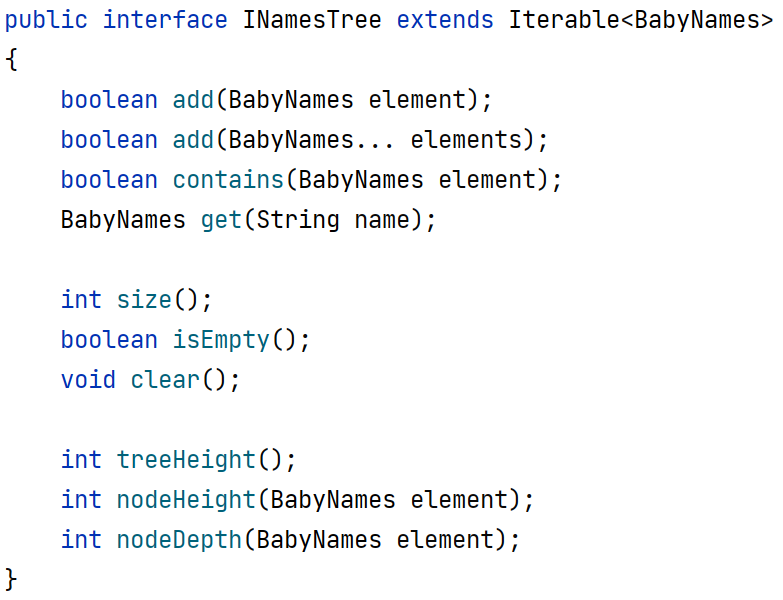 public interface INamesTree extends Iterable<BabyNames>
{
    boolean add(BabyNames element);
    boolean add(BabyNames... elements);
    boolean contains(BabyNames element);
    BabyNames get(String name);

    int size();
    boolean isEmpty();
    void clear();

    int treeHeight();
    int nodeHeight(BabyNames element);
    int nodeDepth(BabyNames element);
}